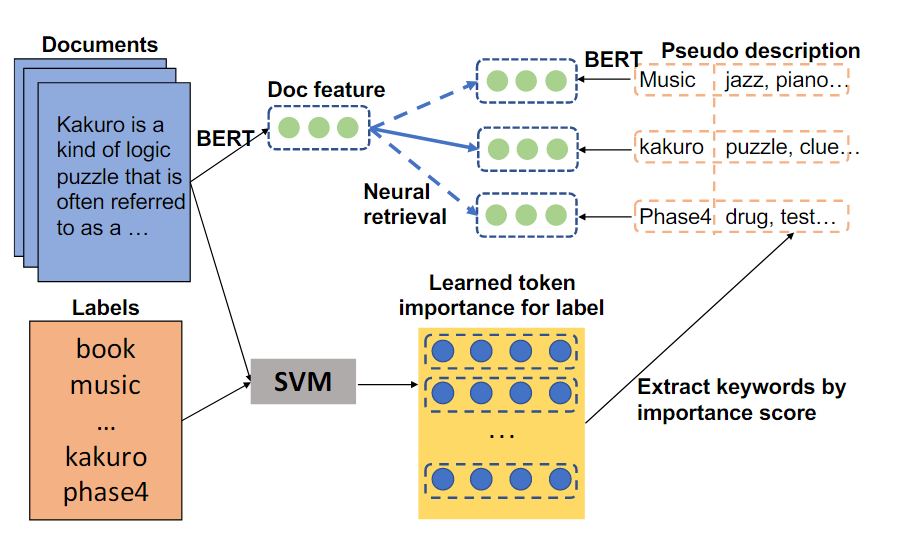 Documents
Kakuro is a
kind of logic
puzzle that is
often referred
to as a …
BERT
Doc feature
Neural
retrieval
BERT
Pseudo description
Music jazz, piano…
kakuro puzzle, clue…
Phase4 drug, test…
Labels
book
music
…
kakuro
phase4
SVM
Learned token
importance for label
…
Extract keywords by
importance score